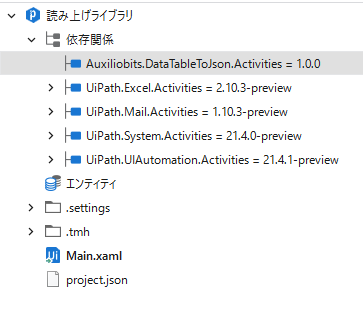 読み上げライブラリ
依存関係
Auxiliobits.DataTableToJson.Activities = 1.0.0
UiPath.Excel.Activities = 2.10.3-preview
UiPath.Mail.Activities = 1.10.3-preview
UiPath.System.Activities = 21.4.0-preview
UiPath.UIAutomation.Activities = 21.4.1-preview
エンティティ
.settings
.tmh
Main.xaml
project.json